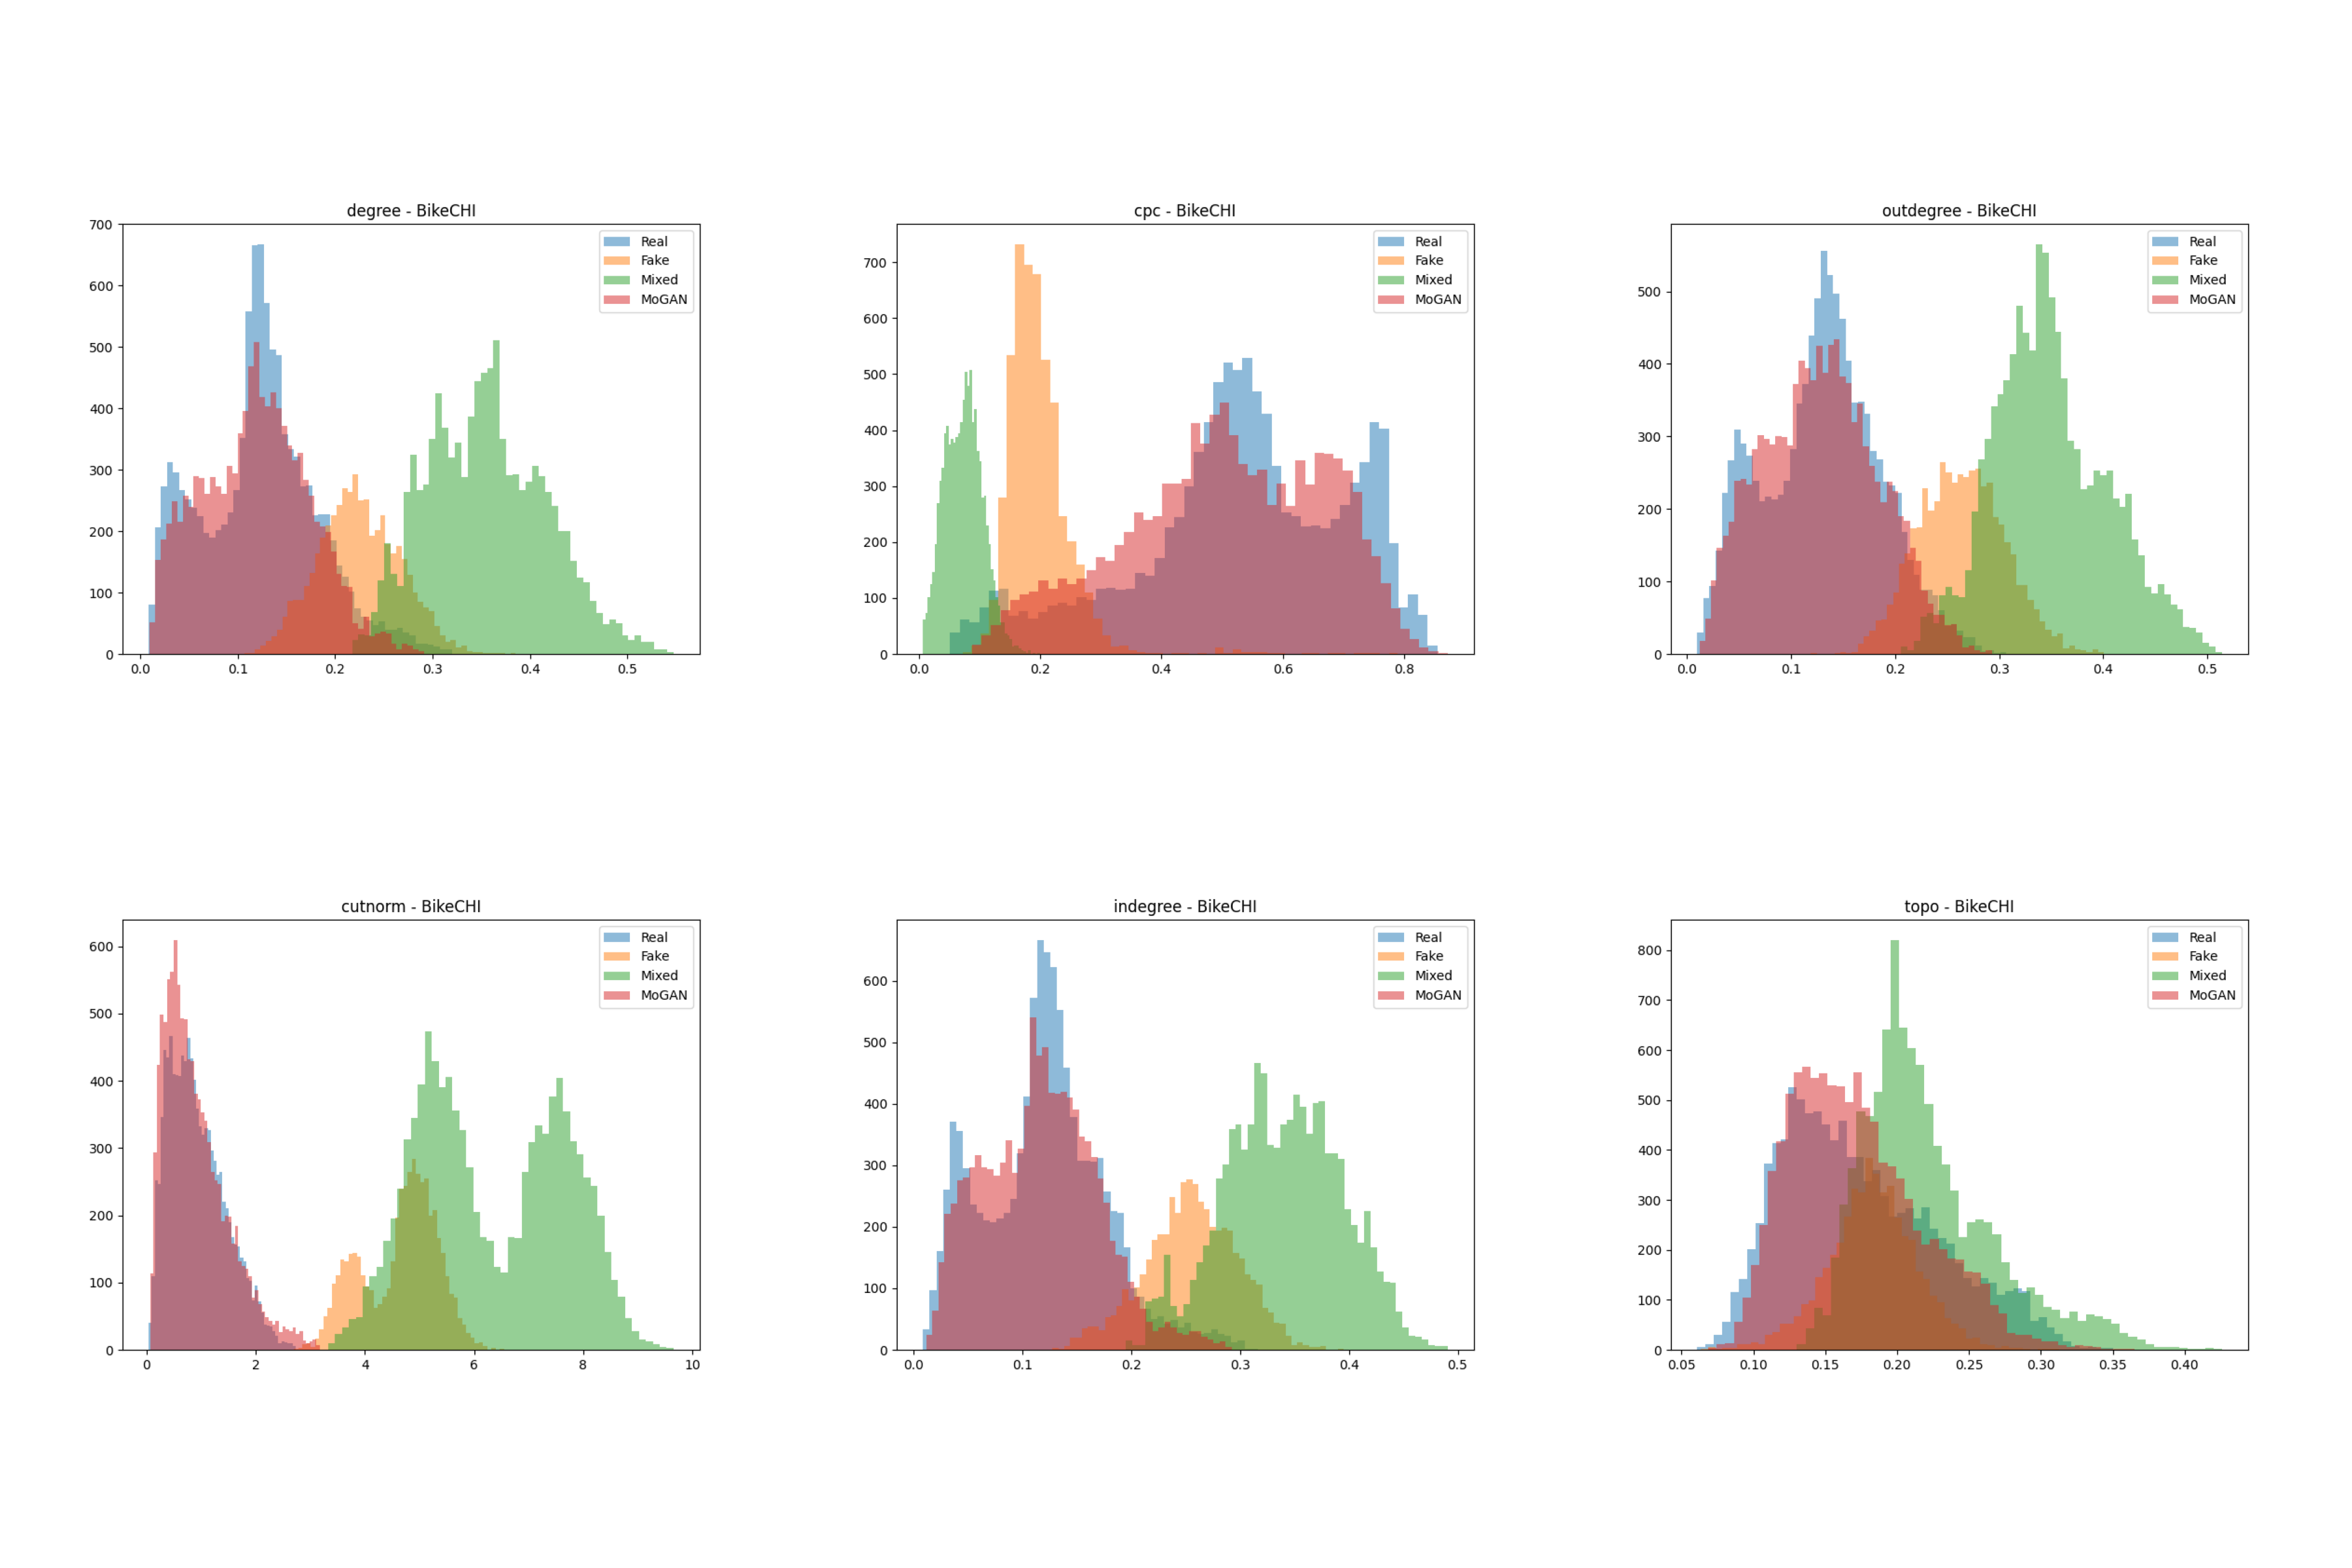 degree - BikeCHI
700
600
500
400
300
200
100
0
0.0 0.1 0.2 0.3 0.4 0.5
Real
Fake
Mixed
MoGAN
cpc - BikeCHI
700
600
500
400
300
200
100
0
0.0 0.2 0.4 0.6 0.8
Real
Fake
Mixed
MoGAN
outdegree - BikeCHI
500
400
300
200
100
0
0.0 0.1 0.2 0.3 0.4 0.5
Real
Fake
Mixed
MoGAN
cutnorm - BikeCHI
600
500
400
300
200
100
0
0 2 4 6 8 10
Real
Fake
Mixed
MoGAN
indegree - BikeCHI
600
500
400
300
200
100
0
0.0 0.1 0.2 0.3 0.4 0.5
Real
Fake
Mixed
MoGAN
topo - BikeCHI
800
700
600
500
400
300
200
100
0
0.05 0.10 0.15 0.20 0.25 0.30 0.35 0.40
Real
Fake
Mixed
MoGAN